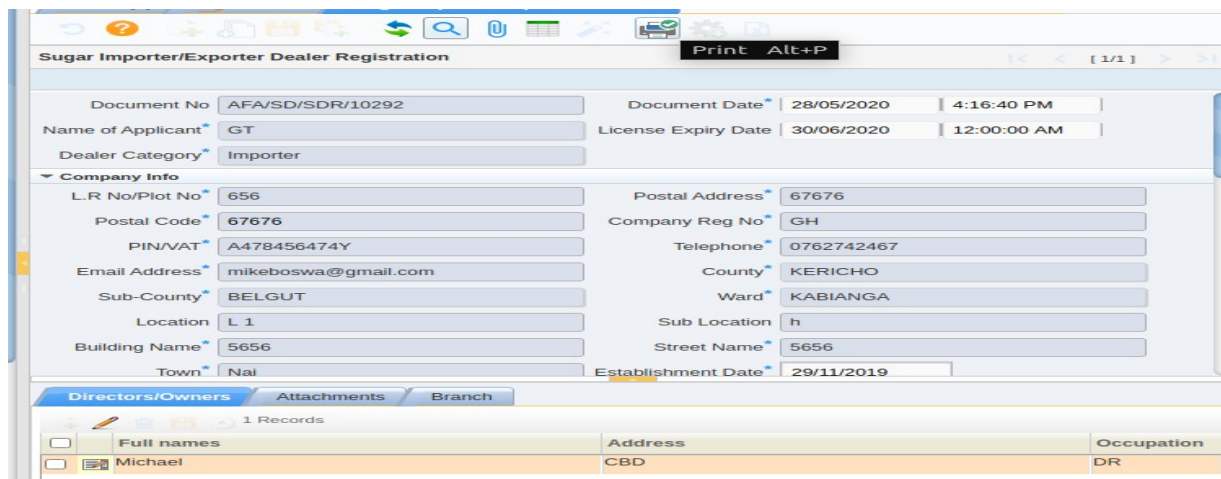 Print Alt+P
Sugar Importer/Exporter Dealer Registration [1/1]
Document No AFA/SD/SDR/10292 Document Date* 28/05/2020 4:16:40 PM
Name of Applicant* GT License Expiry Date 30/06/2020 12:00:00 AM
Dealer Category* Importer
Company Info
L.R No/Plot No* 656 Postal Address* 67676
Postal Code* 67676 Company Reg No* GH
PIN/VAT* A478456474Y Telephone* 0762742467
Email Address* mikeboswa@gmail.com County* KERICHO
Sub-County* BELGUT Ward* KABIANGA
Location L 1 Sub Location h
Building Name* 5656 Street Name* 5656
Town* Nai Establishment Date* 29/11/2019
Directors/Owners Attachments Branch
1 Records
Full names Address Occupation
Michael CBD DR